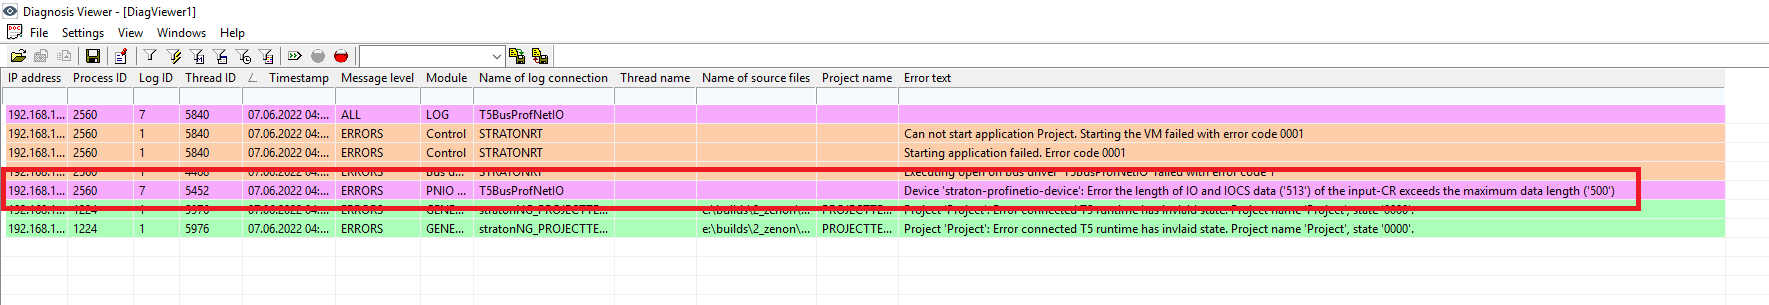 Diagnosis Viewer - [DiagViewer1]
File Settings View Windows Help
IP address Process ID Log ID Thread ID Timestamp Message level Module Name of log connection Thread name Name of source files Project name Error text
192.168.1... 2560 7 5840 07.06.2022 04:... ALL LOG T5BusProfNetIO
192.168.1... 2560 1 5840 07.06.2022 04:... ERRORS Control STRATONRT Can not start application Project. Starting the VM failed with error code 0001
192.168.1... 2560 1 5840 07.06.2022 04:... ERRORS Control STRATONRT Starting application failed. Error code 0001
192.168.1... 2560 1 4468 07.06.2022 04:... ERRORS Bus d... STRATONRT Executing open on bus driver 'T5BusProfNetIO' failed with error code 1
192.168.1... 2560 7 5452 07.06.2022 04:... ERRORS PNIO ... T5BusProfNetIO Device 'straton-profinetio-device': Error the length of IO and IOCS data ('513') of the input-CR exceeds the maximum data length ('500')
192.168.1... 1224 1 5976 07.06.2022 04:... ERRORS GENE... stratonNG_PROJECTTE... e:\builds\2_zenon\... PROJECTTE... Project 'Project': Error connected T5 runtime has invlaid state. Project name 'Project', state '0000'.
192.168.1... 1224 1 5976 07.06.2022 04:... ERRORS GENE... stratonNG_PROJECTTE... e:\builds\2_zenon\... PROJECTTE... Project 'Project': Error connected T5 runtime has invlaid state. Project name 'Project', state '0000'.